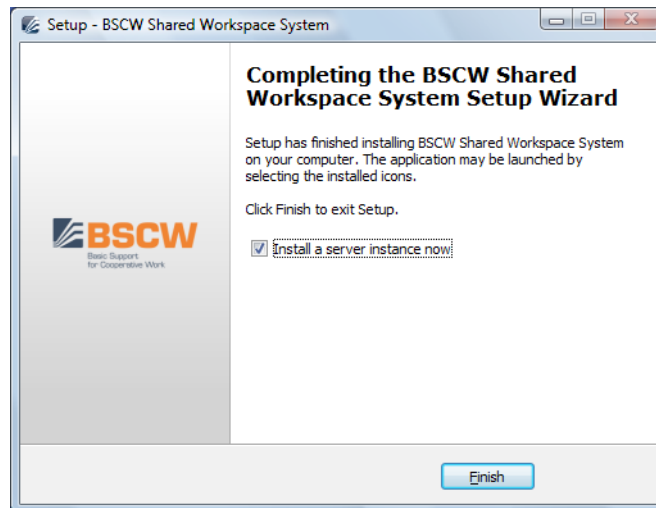 Setup - BSCW Shared Workspace System
Completing the BSCW Shared
Workspace System Setup Wizard
Setup has finished installing BSCW Shared Workspace System
on your computer. The application may be launched by
selecting the installed icons.
Click Finish to exit Setup.
BSCW
Basic Support
for Cooperative Work
Install a server instance now
Finish